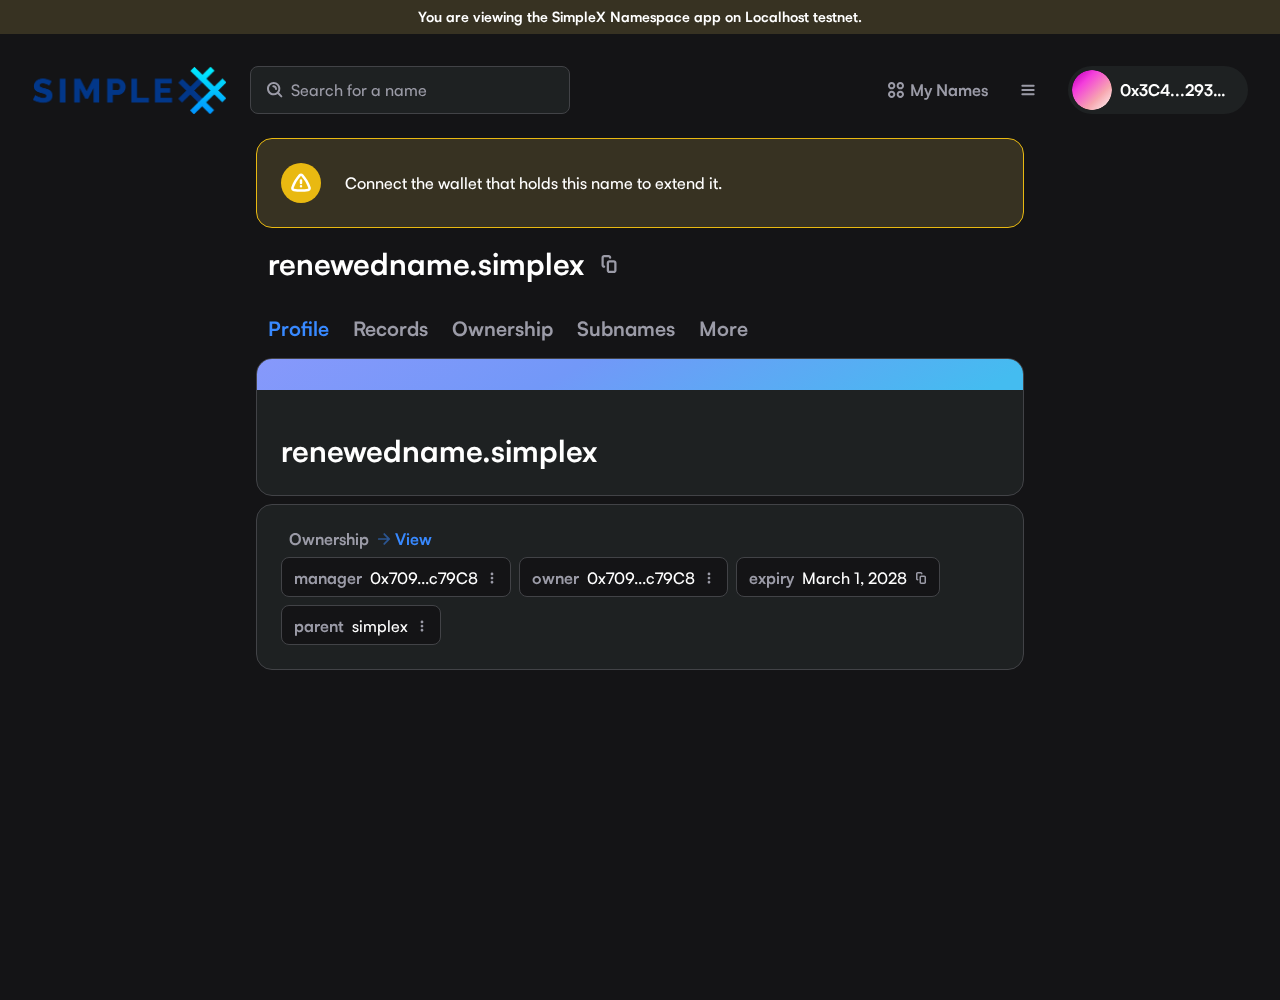 You are viewing the SimpleX Namespace app on Localhost testnet.
SIMPLEX
Search for a name
My Names
0x3C4...293...
Connect the wallet that holds this name to extend it.
renewedname.simplex
Profile Records Ownership Subnames More
renewedname.simplex
Ownership → View
manager 0x709...c79C8 owner 0x709...c79C8 expiry March 1, 2028
parent simplex